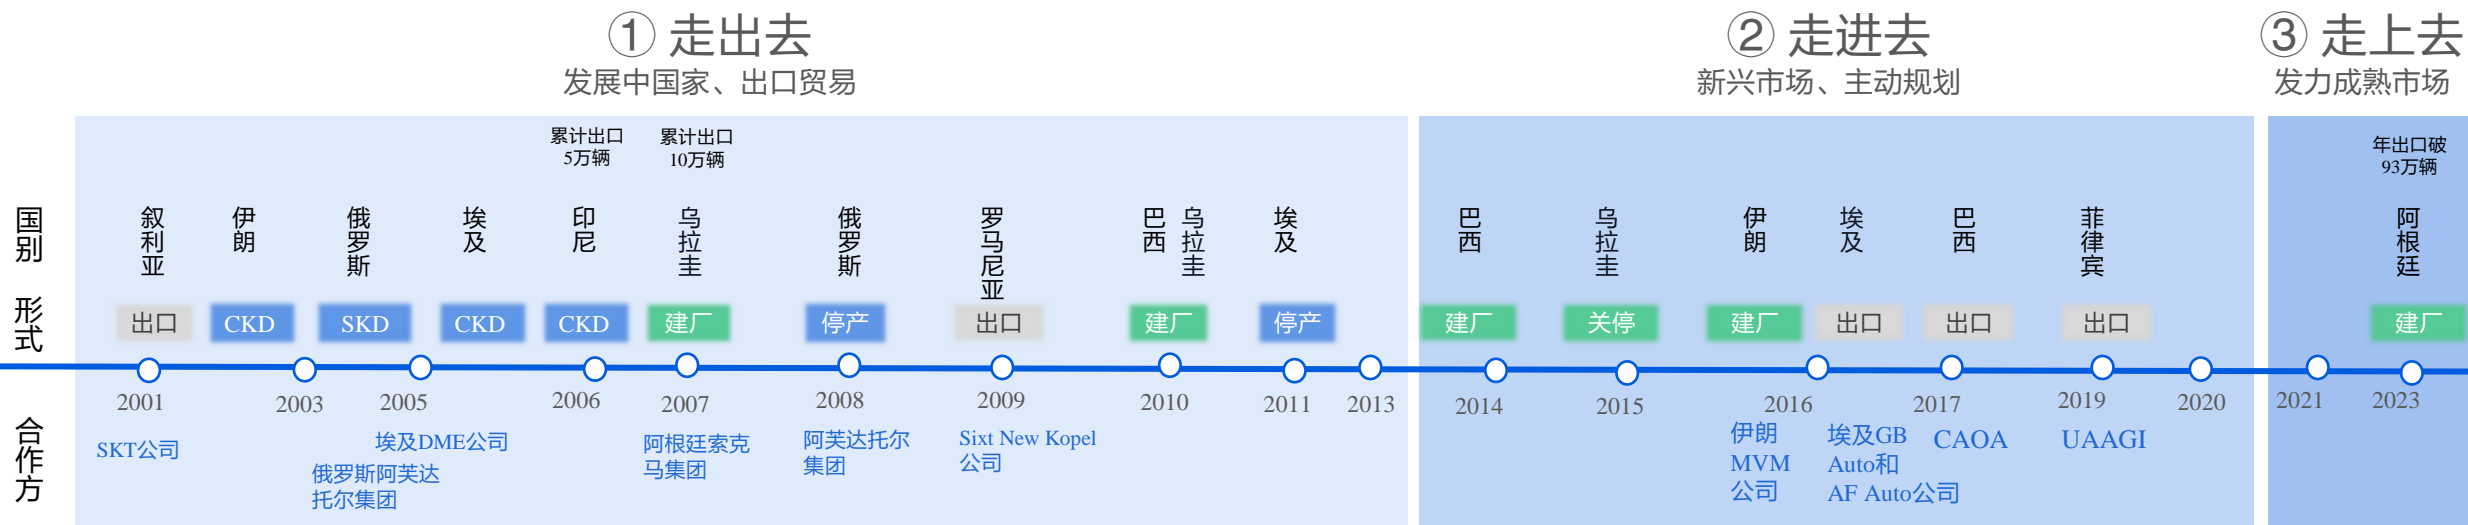 ① 走出去
发展中国家、出口贸易
② 走进去
新兴市场、主动规划
③ 走上去
发力成熟市场
累计出口
5万辆
累计出口
10万辆
年出口破
93万辆
国别
叙利亚
伊朗
俄罗斯
埃及
印尼
乌拉圭
俄罗斯
罗马尼亚
巴西
乌拉圭
埃及
巴西
乌拉圭
伊朗
埃及
巴西
菲律宾
阿根廷
形式
出口
CKD
SKD
CKD
CKD
建厂
停产
出口
建厂
停产
建厂
关停
建厂
出口
出口
出口
建厂
2001
2003
2005
2006
2007
2008
2009
2010
2011
2013
2014
2015
2016
2017
2019
2020
2021
2023
合作方
SKT公司
俄罗斯阿芙达
托尔集团
埃及DME公司
阿根廷索克
马集团
阿芙达托尔
集团
Sixt New Kopel
公司
伊朗
MVM
公司
埃及GB
Auto和
AF Auto公司
CAOA
UAAGI